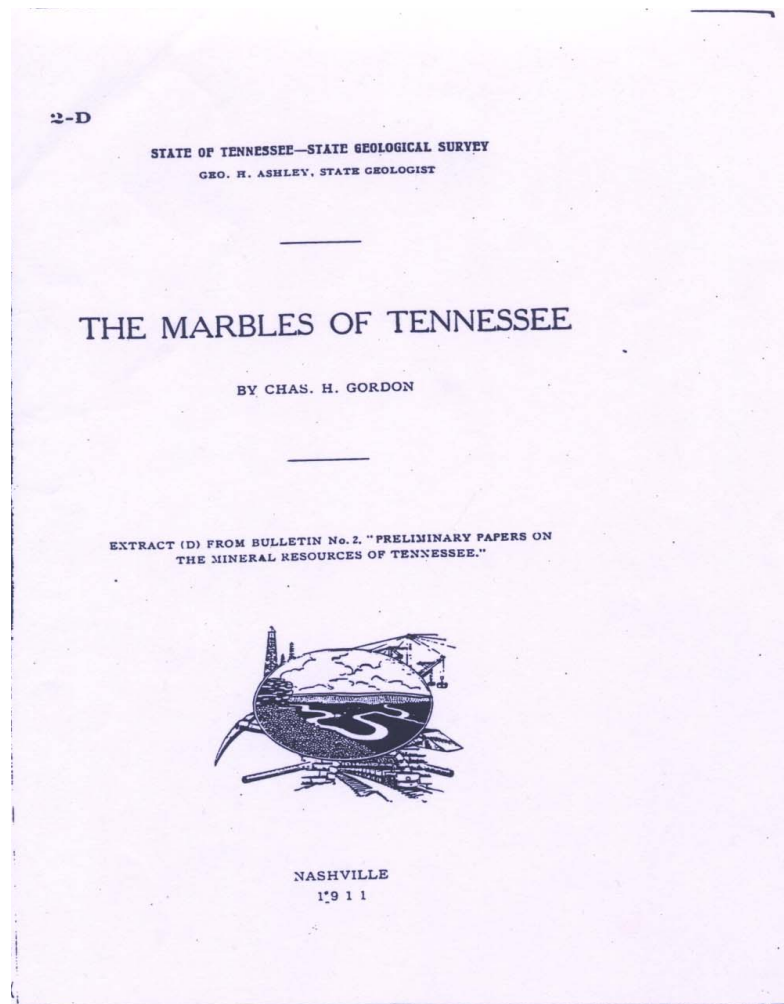 2-D
STATE OF TENNESSEE—STATE GEOLOGICAL SURVEY
GEO. H. ASHLEY, STATE GEOLOGIST
THE MARBLES OF TENNESSEE
BY CHAS. H. GORDON
EXTRACT (D) FROM BULLETIN No. 2, "PRELIMINARY PAPERS ON
THE MINERAL RESOURCES OF TENNESSEE."
NASHVILLE
1911